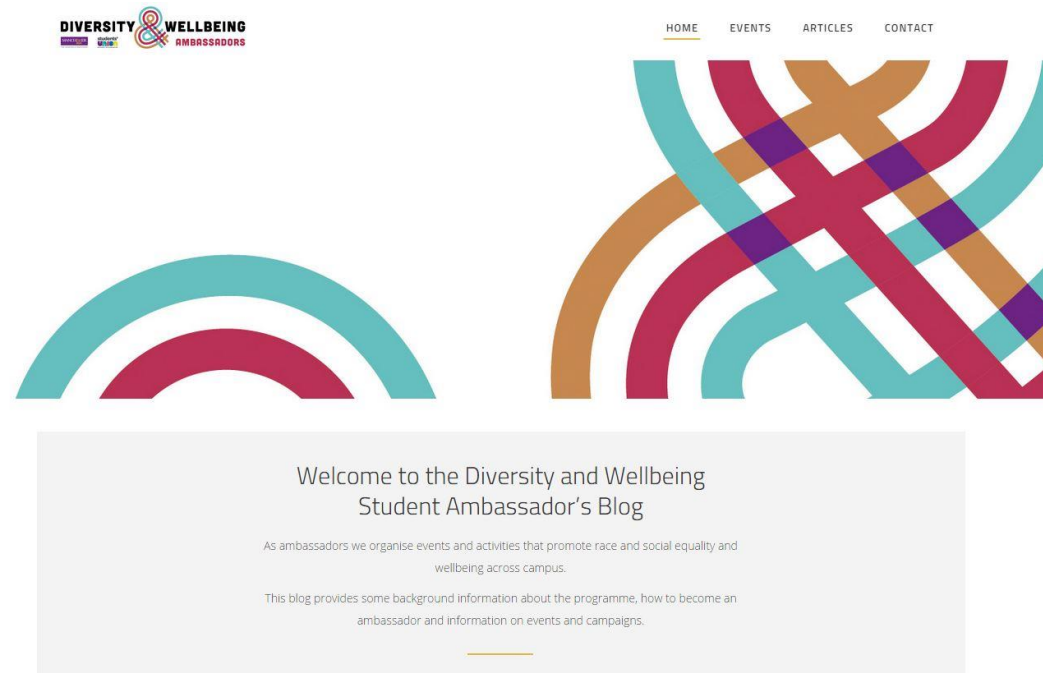 DIVERSITY & WELLBEING
AMBASSADORS
HOME EVENTS ARTICLES CONTACT
Welcome to the Diversity and Wellbeing
Student Ambassador’s Blog
As ambassadors we organise events and activities that promote race and social equality and
wellbeing across campus.
This blog provides some background information about the programme, how to become an
ambassador and information on events and campaigns.